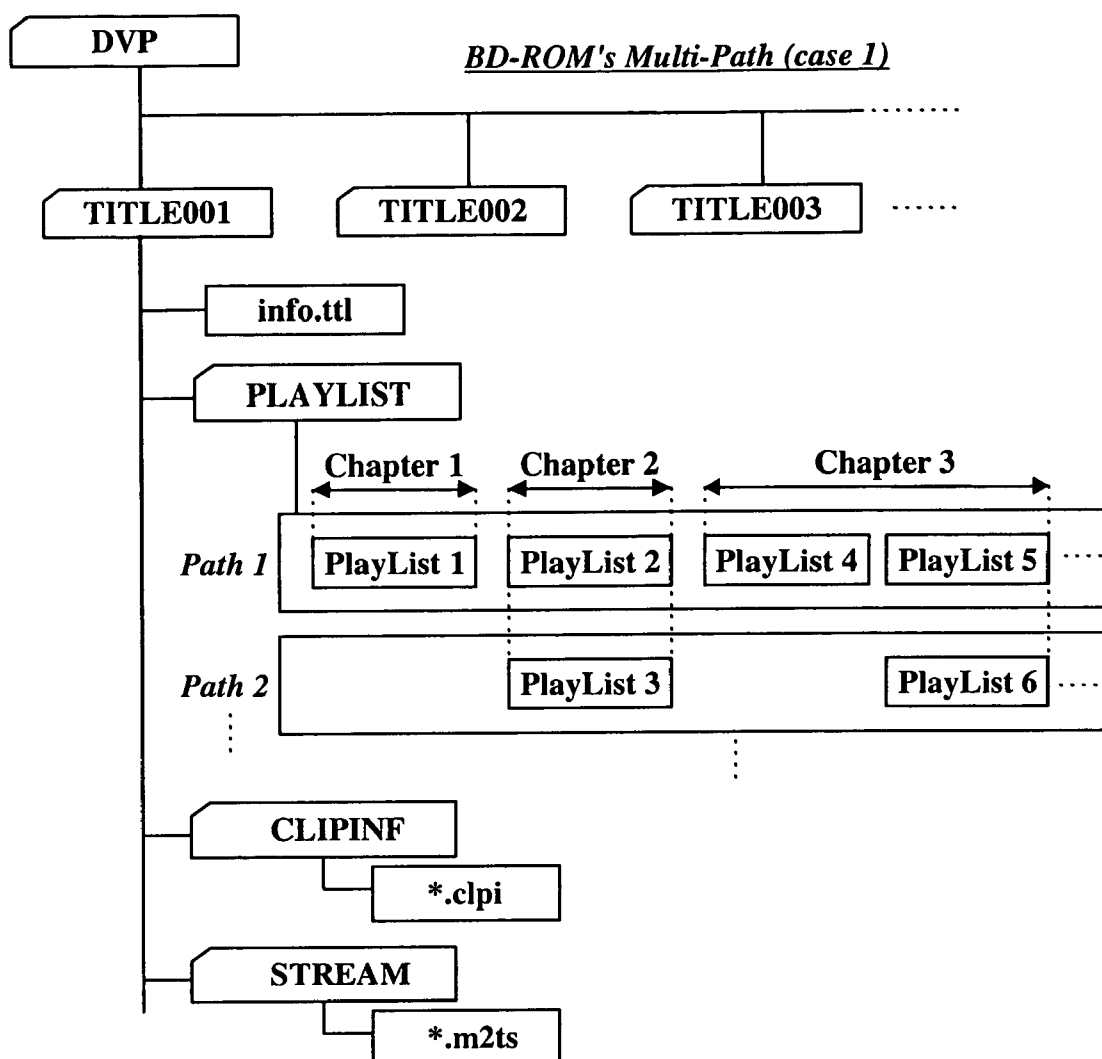 DVP
BD-ROM's Multi-Path (case 1)
TITLE001
TITLE002
TITLE003
info.ttl
PLAYLIST
Chapter 1
Chapter 2
Chapter 3
Path 1
PlayList 1
PlayList 2
PlayList 4
PlayList 5
Path 2
PlayList 3
PlayList 6
CLIPINF
*.clpi
STREAM
*.m2ts